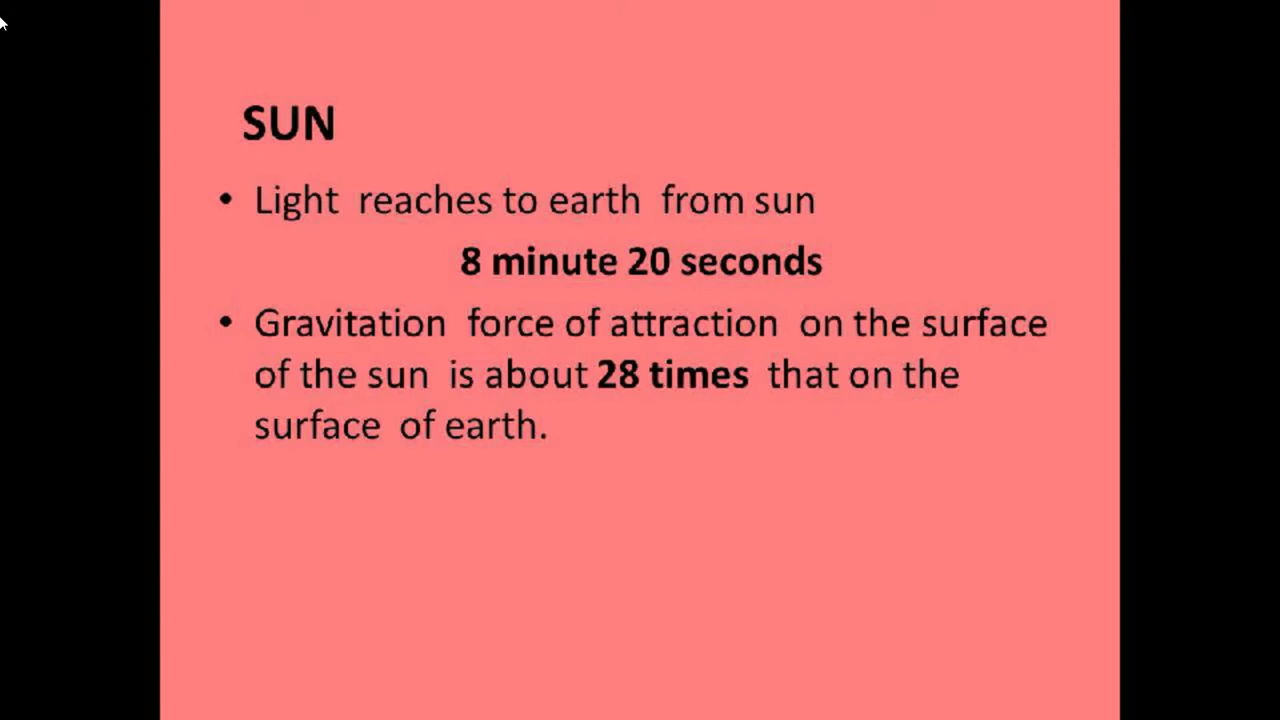 SUN
• Light reaches to earth from sun
8 minute 20 seconds
• Gravitation force of attraction on the surface
of the sun is about 28 times that on the
surface of earth.